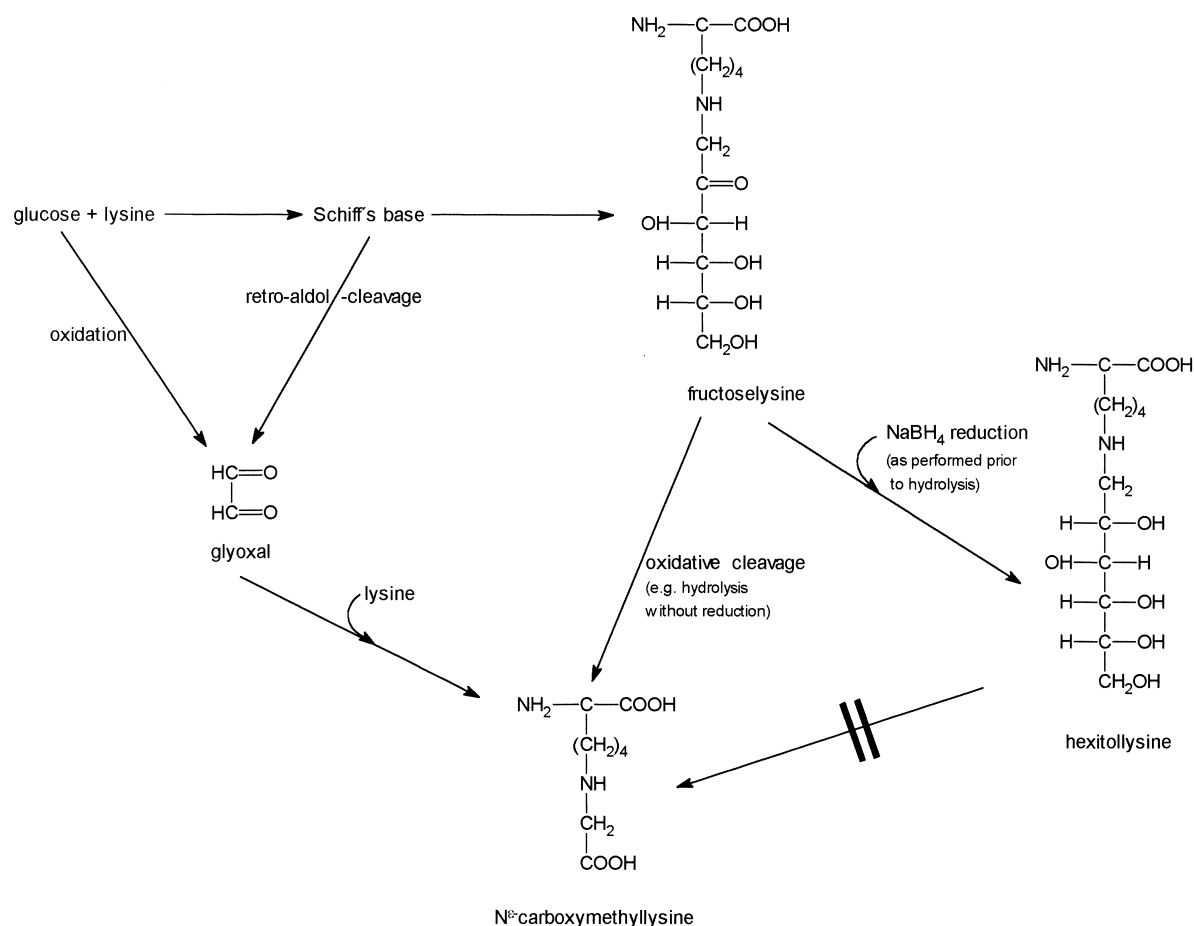 NH2—C—COOH
(CH2)4
NH
CH2
C=O
OH—C—H
H—C—OH
H—C—OH
CH2OH
fructoselysine
glucose + lysine
Schiff's base
retro-aldol -cleavage
oxidation
HC=O
HC=O
glyoxal
lysine
oxidative cleavage
(e.g. hydrolysis
without reduction)
NaBH4 reduction
(as performed prior
to hydrolysis)
NH2—C—COOH
(CH2)4
NH
CH2
H—C—OH
OH—C—H
H—C—OH
H—C—OH
CH2OH
hexitollysine
NH2—C—COOH
(CH2)4
NH
CH2
COOH
Nε-carboxymethyllysine